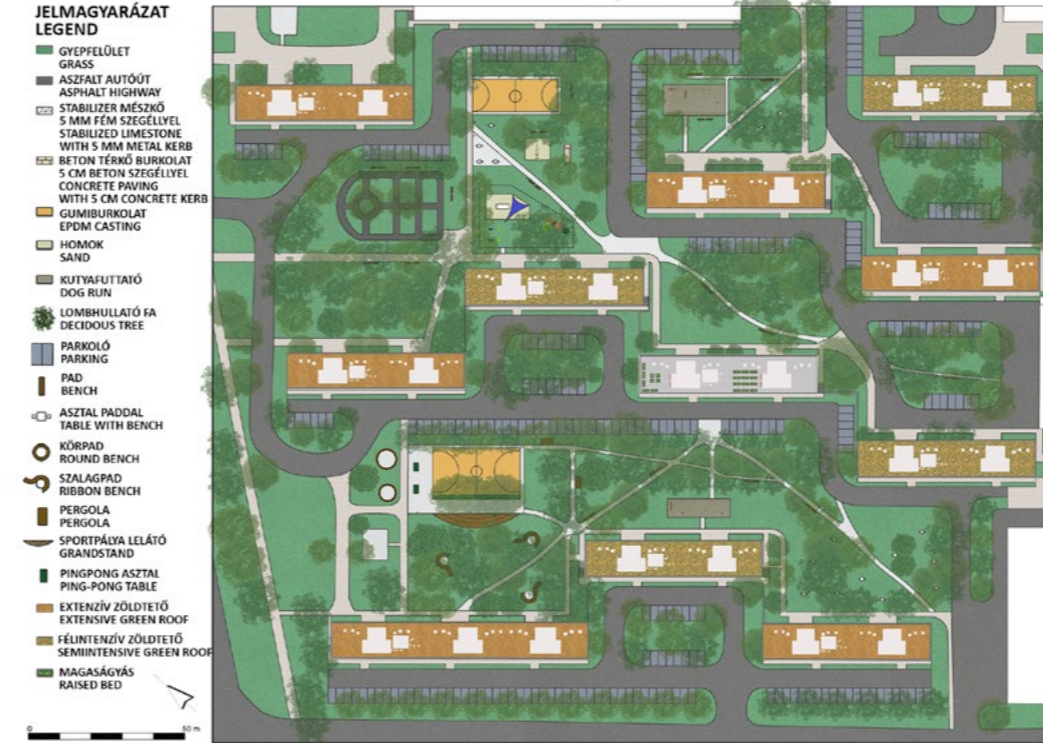 JELMAGYARÁZAT
LEGEND
GYEPFELÜLET
GRASS
ASZFALT AUTÓÚT
ASPHALT HIGHWAY
STABILIZER MÉSZKŐ
5 MM FÉM SZEGÉLLYEL
STABILIZED LIMESTONE
WITH 5 MM METAL KERB
BETON TÉRKŐ BURKOLAT
5 CM BETON SZEGÉLLYEL
CONCRETE PAVING
WITH 5 CM CONCRETE KERB
GUMIBURKOLAT
EPDM CASTING
HOMOK
SAND
KUTYAFUTTATÓ
DOG RUN
LOMBHULLATÓ FA
DECIDOUS TREE
PARKOLÓ
PARKING
PAD
BENCH
ASZTAL PADDAL
TABLE WITH BENCH
KÖRPAD
ROUND BENCH
SZALAGPAD
RIBBON BENCH
PERGOLA
PERGOLA
SPORTPÁLYA LELÁTÓ
GRANDSTAND
PINGPONG ASZTAL
PING-PONG TABLE
EXTENZÍV ZÖLDTETŐ
EXTENSIVE GREEN ROOF
FÉLINTENZÍV ZÖLDTETŐ
SEMIINTENSIVE GREEN ROOF
MAGASÁGYÁS
RAISED BED
0 50 m